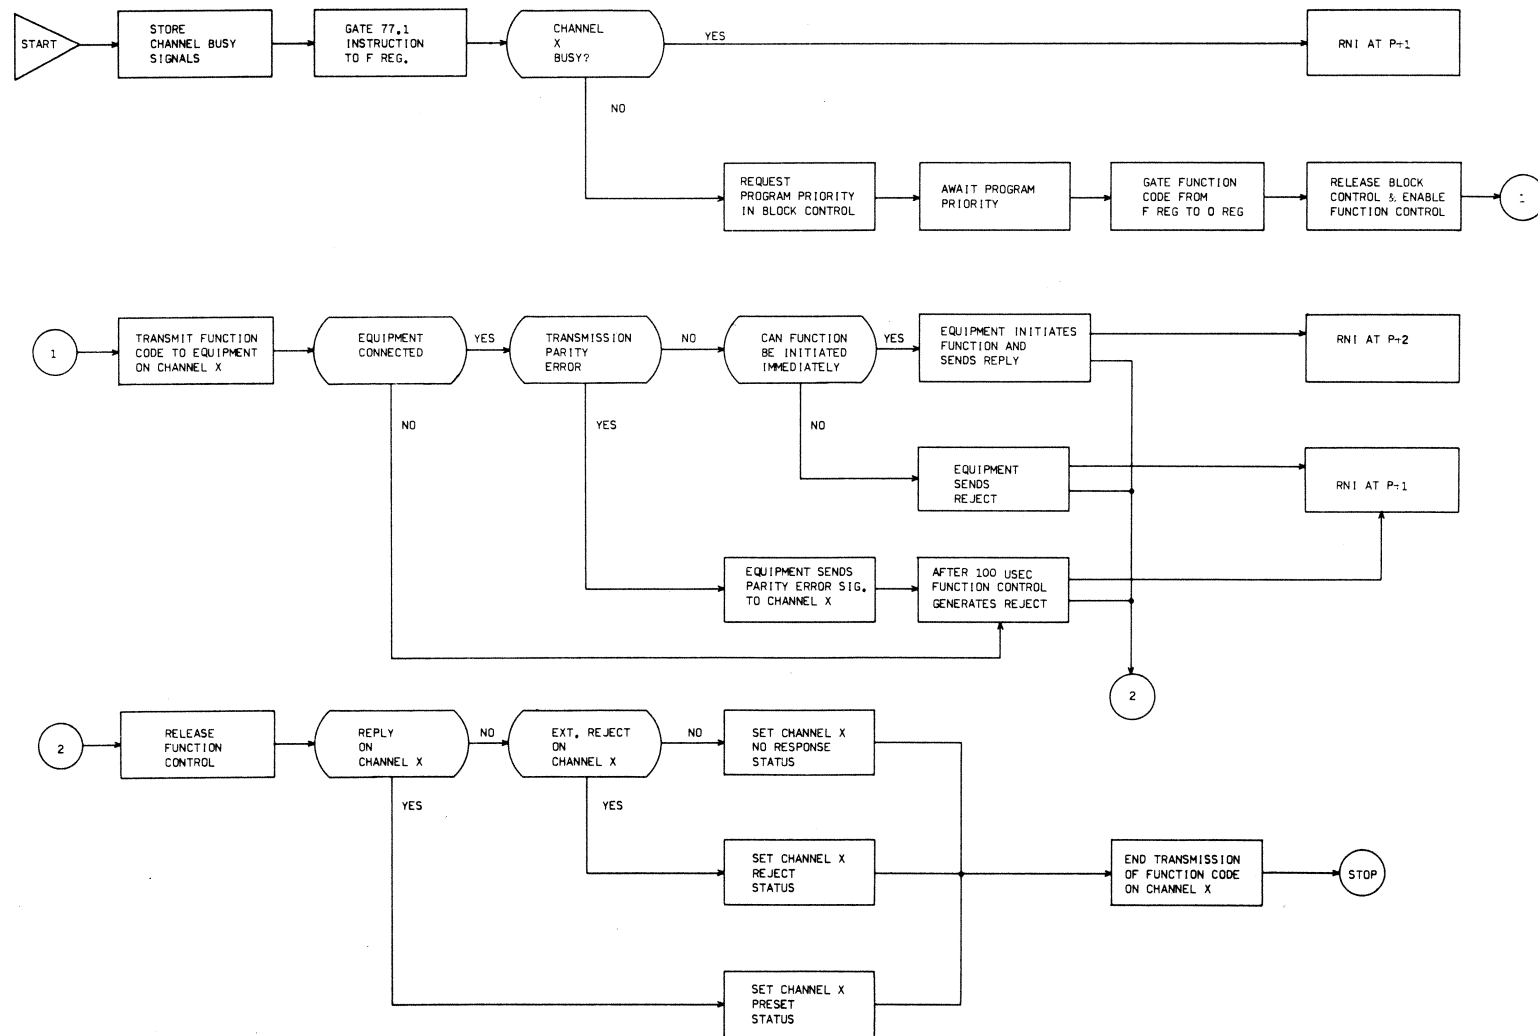 START
STORE
CHANNEL BUSY
SIGNALS
GATE 77.1
INSTRUCTION
TO F REG.
CHANNEL
X
BUSY?
YES
RNI AT P+1
NO
REQUEST
PROGRAM PRIORITY
IN BLOCK CONTROL
AWAIT PROGRAM
PRIORITY
GATE FUNCTION
CODE FROM
F REG TO O REG
RELEASE BLOCK
CONTROL & ENABLE
FUNCTION CONTROL
1
1
TRANSMIT FUNCTION
CODE TO EQUIPMENT
ON CHANNEL X
EQUIPMENT
CONNECTED
YES
TRANSMISSION
PARITY
ERROR
NO
CAN FUNCTION
BE INITIATED
IMMEDIATELY
YES
EQUIPMENT INITIATES
FUNCTION AND
SENDS REPLY
RNI AT P+2
NO
YES
NO
EQUIPMENT
SENDS
REJECT
RNI AT P+1
EQUIPMENT SENDS
PARITY ERROR SIG.
TO CHANNEL X
AFTER 100 USEC
FUNCTION CONTROL
GENERATES REJECT
2
2
RELEASE
FUNCTION
CONTROL
REPLY
ON
CHANNEL X
NO
EXT. REJECT
ON
CHANNEL X
NO
SET CHANNEL X
NO RESPONSE
STATUS
YES
YES
SET CHANNEL X
REJECT
STATUS
END TRANSMISSION
OF FUNCTION CODE
ON CHANNEL X
STOP
SET CHANNEL X
PRESET
STATUS